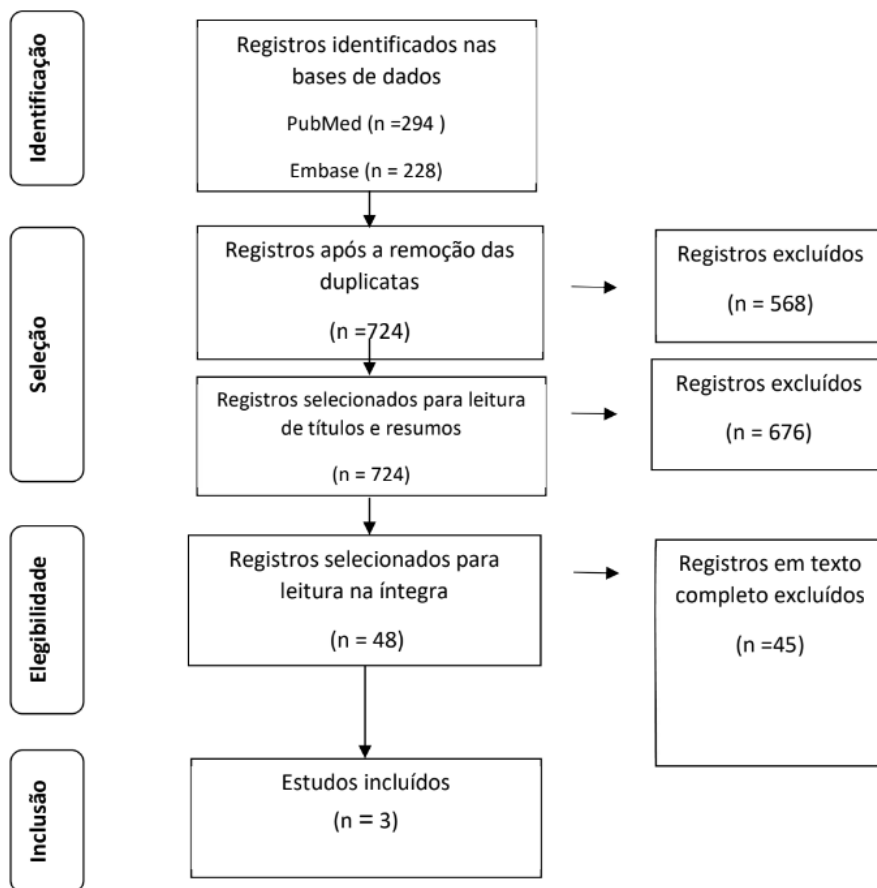 Identificação
Registros identificados nas
bases de dados
PubMed (n =294 )
Embase (n = 228)
Seleção
Registros após a remoção das
duplicatas
(n =724)
Registros excluídos
(n = 568)
Registros selecionados para leitura
de títulos e resumos
(n = 724)
Registros excluídos
(n = 676)
Elegibilidade
Registros selecionados para
leitura na íntegra
(n = 48)
Registros em texto
completo excluídos
(n =45)
Inclusão
Estudos incluídos
(n = 3)